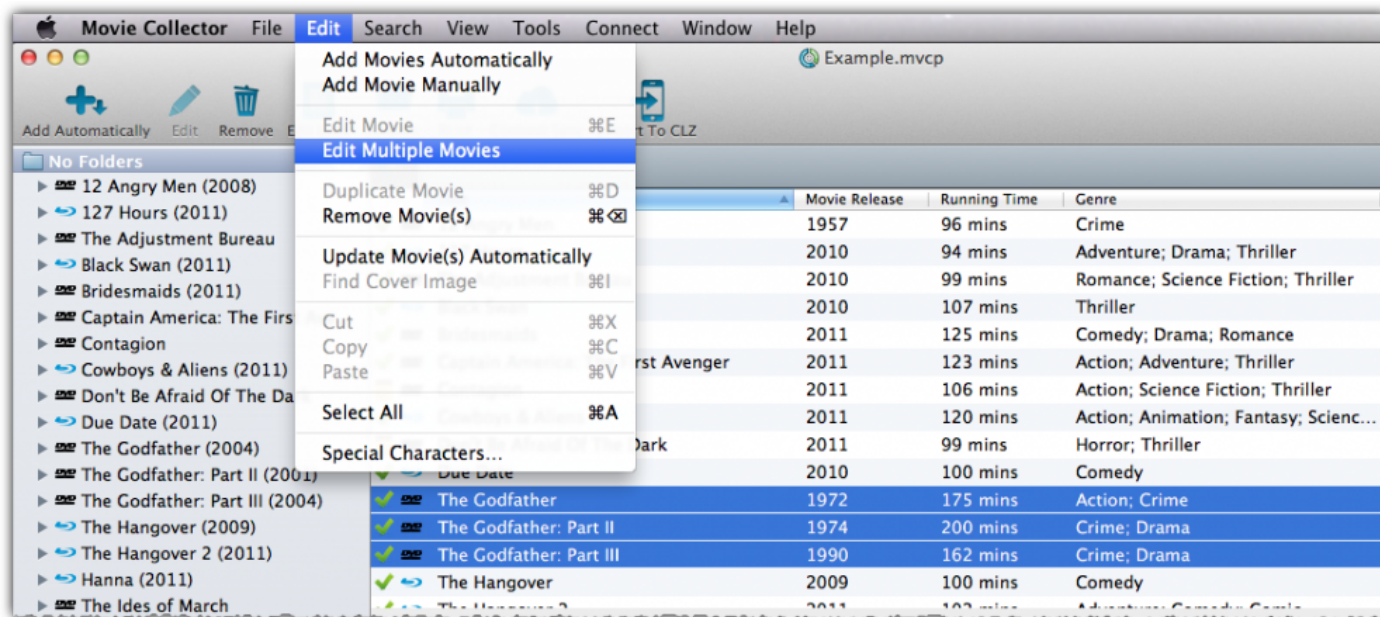 Movie Collector File Edit Search View Tools Connect Window Help
Example.mvcp
Add Automatically Edit Remove E
t To CLZ
Add Movies Automatically
Add Movie Manually
Edit Movie ⌘E
Edit Multiple Movies
Duplicate Movie ⌘D
Remove Movie(s) ⌘⌫
Update Movie(s) Automatically
Find Cover Image ⌘I
Cut ⌘X
Copy ⌘C
Paste ⌘V
Select All ⌘A
Special Characters...
No Folders
12 Angry Men (2008)
127 Hours (2011)
The Adjustment Bureau
Black Swan (2011)
Bridesmaids (2011)
Captain America: The First
Contagion
Cowboys & Aliens (2011)
Don't Be Afraid Of The Da
Due Date (2011)
The Godfather (2004)
The Godfather: Part II (2001)
The Godfather: Part III (2004)
The Hangover (2009)
The Hangover 2 (2011)
Hanna (2011)
The Ides of March
Movie Release Running Time Genre
1957 96 mins Crime
2010 94 mins Adventure; Drama; Thriller
2010 99 mins Romance; Science Fiction; Thriller
2010 107 mins Thriller
2011 125 mins Comedy; Drama; Romance
rst Avenger 2011 123 mins Action; Adventure; Thriller
2011 106 mins Action; Science Fiction; Thriller
2011 120 mins Action; Animation; Fantasy; Scienc...
Dark 2011 99 mins Horror; Thriller
Due Date 2010 100 mins Comedy
The Godfather 1972 175 mins Action; Crime
The Godfather: Part II 1974 200 mins Crime; Drama
The Godfather: Part III 1990 162 mins Crime; Drama
The Hangover 2009 100 mins Comedy
The Hangover 2 2011 102 mins